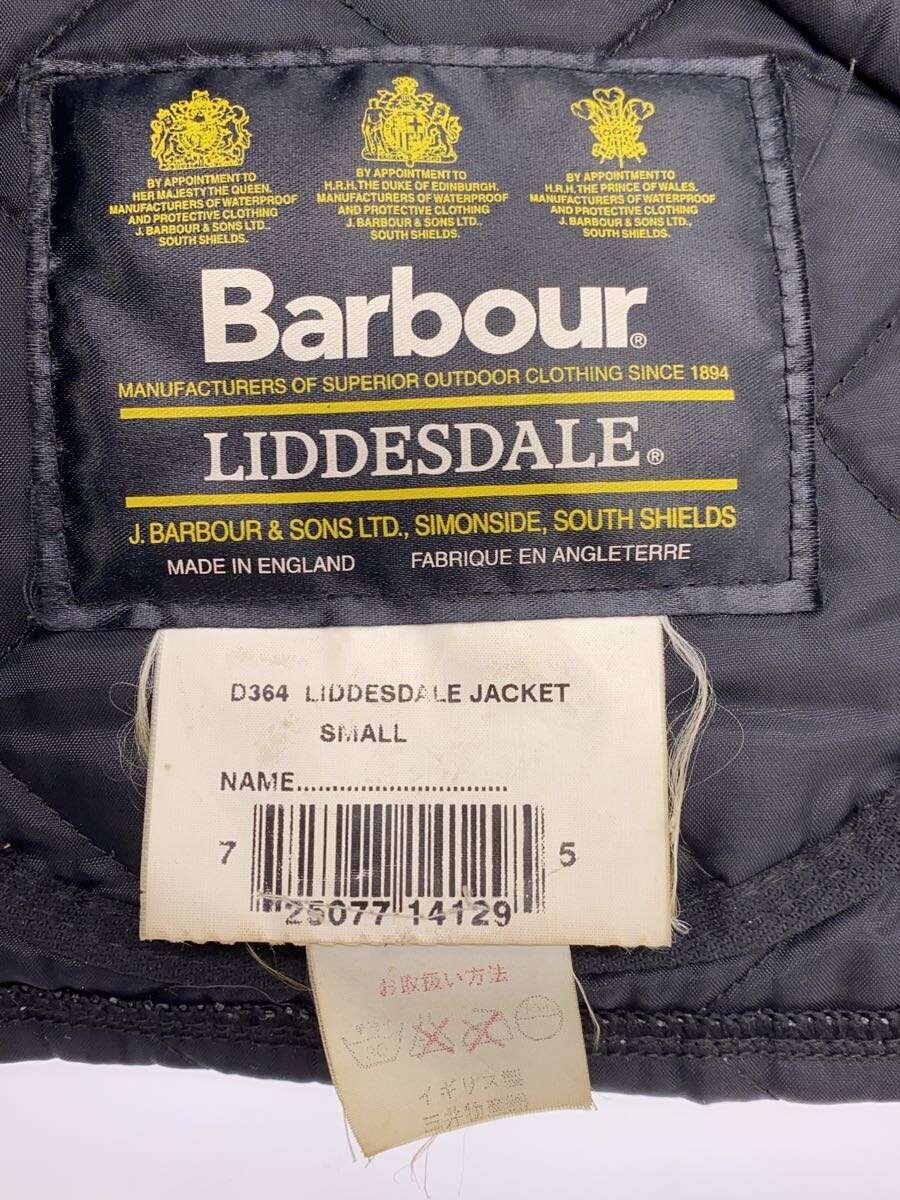 BY APPOINTMENT TO
HER MAJESTY THE QUEEN,
MANUFACTURERS OF WATERPROOF
AND PROTECTIVE CLOTHING
J. BARBOUR & SONS LTD.,
SOUTH SHIELDS.
BY APPOINTMENT TO
H.R.H. THE DUKE OF EDINBURGH,
MANUFACTURERS OF WATERPROOF
AND PROTECTIVE CLOTHING
J. BARBOUR & SONS LTD.,
SOUTH SHIELDS.
BY APPOINTMENT TO
H.R.H. THE PRINCE OF WALES,
MANUFACTURERS OF WATERPROOF
AND PROTECTIVE CLOTHING
J. BARBOUR & SONS LTD.,
SOUTH SHIELDS.
Barbour®
MANUFACTURERS OF SUPERIOR OUTDOOR CLOTHING SINCE 1894
LIDDESDALE®
J. BARBOUR & SONS LTD., SIMONSIDE, SOUTH SHIELDS
MADE IN ENGLAND FABRIQUE EN ANGLETERRE
D364 LIDDESDALE JACKET
SMALL
NAME................................
7 25077 14129 5
お取扱い方法
イギリス製
三井物産㈱